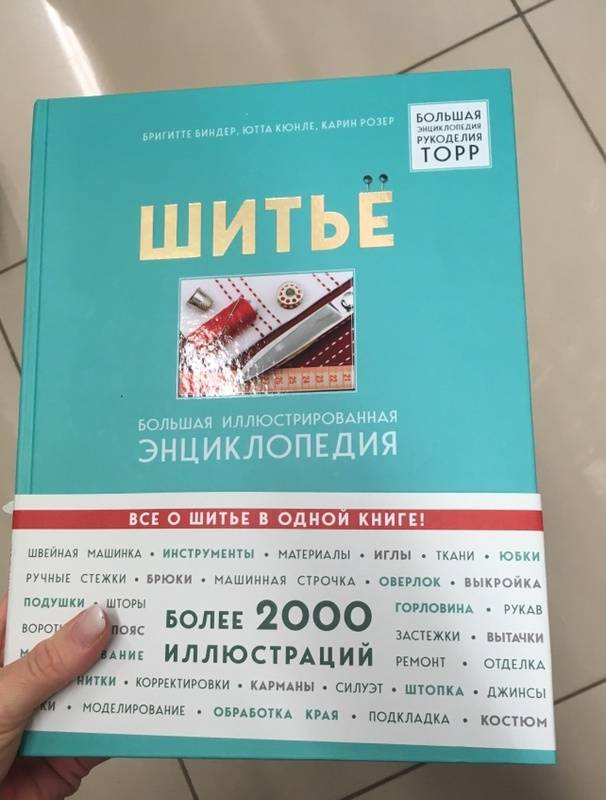 БРИГИТТЕ БИНДЕР, ЮТТА КЮНЛЕ, КАРИН РОЗЕР
БОЛЬШАЯ
ЭНЦИКЛОПЕДИЯ
РУКОДЕЛИЯ
ТОРР
ШИТЬЁ
БОЛЬШАЯ ИЛЛЮСТРИРОВАННАЯ
ЭНЦИКЛОПЕДИЯ
ВСЕ О ШИТЬЕ В ОДНОЙ КНИГЕ!
ШВЕЙНАЯ МАШИНКА • ИНСТРУМЕНТЫ • МАТЕРИАЛЫ • ИГЛЫ • ТКАНИ • ЮБКИ
РУЧНЫЕ СТЕЖКИ • БРЮКИ • МАШИННАЯ СТРОЧКА • ОВЕРЛОК • ВЫКРОЙКА
ПОДУШКИ • ШТОРЫ
ГОРЛОВИНА • РУКАВ
ПОЯС
ЗАСТЕЖКИ • ВЫТАЧКИ
БОЛЕЕ 2000
ИЛЛЮСТРАЦИЙ
РЕМОНТ • ОТДЕЛКА
НИТКИ • КОРРЕКТИРОВКИ • КАРМАНЫ • СИЛУЭТ • ШТОПКА • ДЖИНСЫ
• МОДЕЛИРОВАНИЕ • ОБРАБОТКА КРАЯ • ПОДКЛАДКА • КОСТЮМ